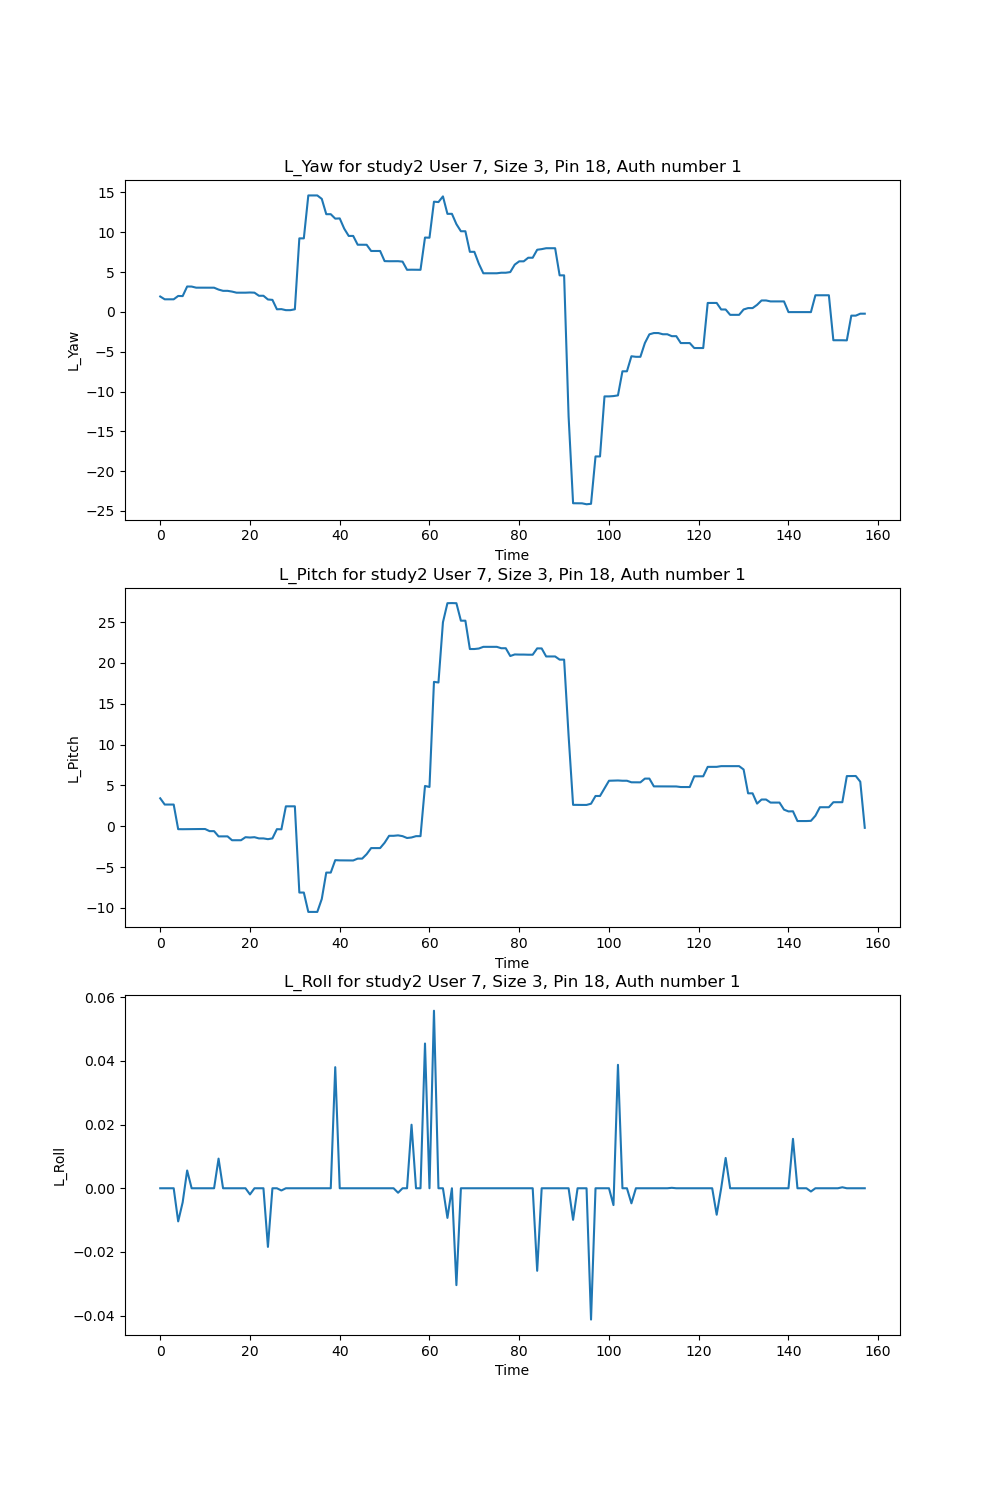 L_Yaw for study2 User 7, Size 3, Pin 18, Auth number 1
15
10
5
0
−5
−10
−15
−20
−25
L_Yaw
0 20 40 60 80 100 120 140 160
Time
L_Pitch for study2 User 7, Size 3, Pin 18, Auth number 1
25
20
15
10
5
0
−5
−10
L_Pitch
0 20 40 60 80 100 120 140 160
Time
L_Roll for study2 User 7, Size 3, Pin 18, Auth number 1
0.06
0.04
0.02
0.00
−0.02
−0.04
L_Roll
0 20 40 60 80 100 120 140 160
Time